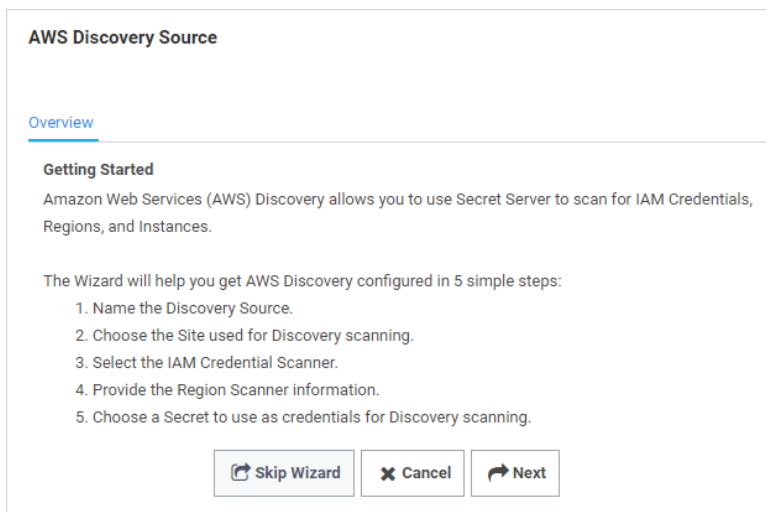 AWS Discovery Source
Overview
Getting Started
Amazon Web Services (AWS) Discovery allows you to use Secret Server to scan for IAM Credentials,
Regions, and Instances.
The Wizard will help you get AWS Discovery configured in 5 simple steps:
1. Name the Discovery Source.
2. Choose the Site used for Discovery scanning.
3. Select the IAM Credential Scanner.
4. Provide the Region Scanner information.
5. Choose a Secret to use as credentials for Discovery scanning.
Skip Wizard Cancel Next